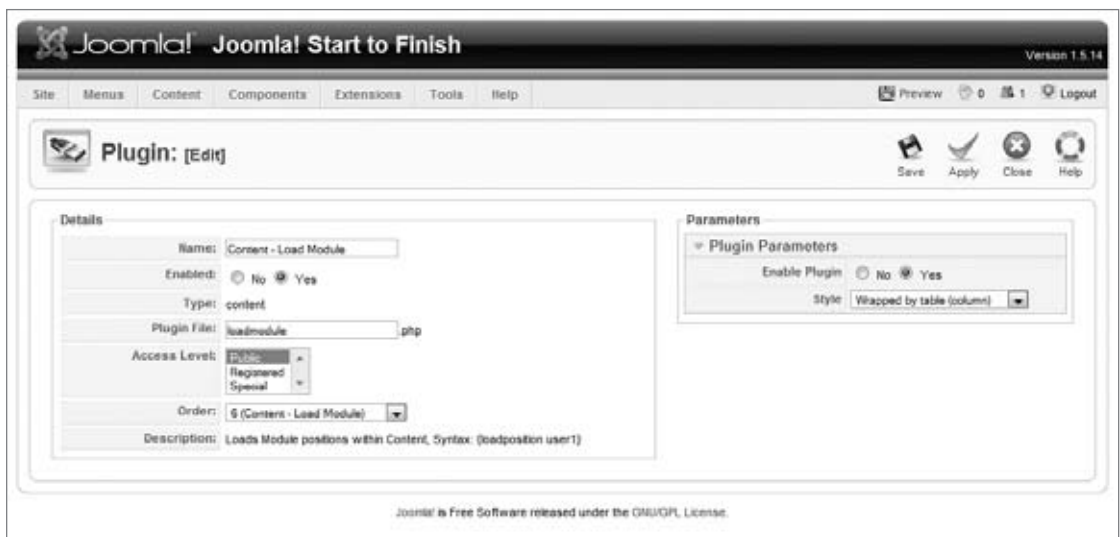 Joomla! Joomla! Start to Finish
Version 1.5.14
Site Menus Content Components Extensions Tools Help
Preview 0 1 Logout
Plugin: [Edit]
Save Apply Close Help
Details
Name: Content - Load Module
Enabled: No Yes
Type: content
Plugin File: loadmodule .php
Access Level: Public
Registered
Special
Order: 6 (Content - Load Module)
Description: Loads Module positions within Content, Syntax: {loadposition user1}
Parameters
Plugin Parameters
Enable Plugin No Yes
Style Wrapped by table (column)
Joomla! is Free Software released under the GNU/GPL License.